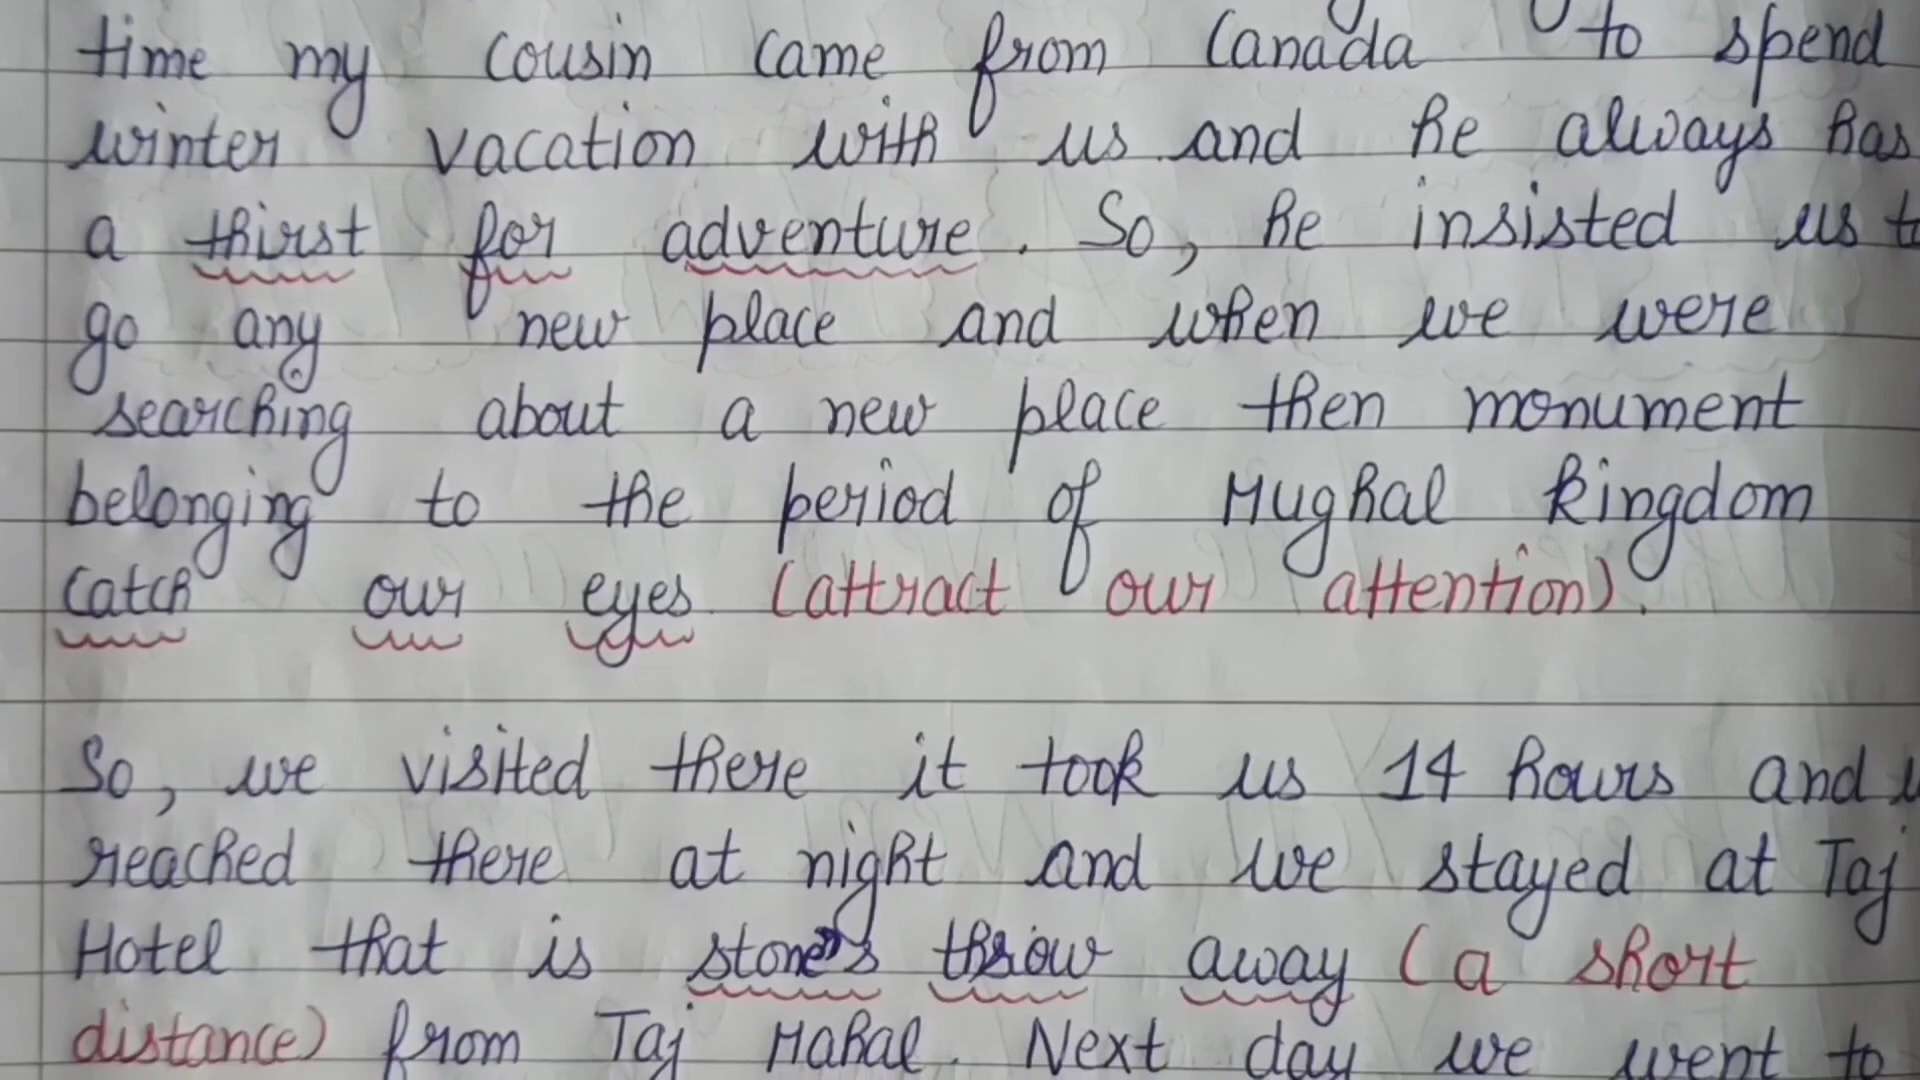 time my cousin came from Canada to spend
winter vacation with us and he always has
a thirst for adventure. So, he insisted us
go any new place and when we were
searching about a new place then monument
belonging to the period of Mughal kingdom
catch our eyes (attract our attention).
So, we visited there it took us 14 hours and
reached there at night and we stayed at Taj
Hotel that is stone's throw away (a short
distance) from Taj Mahal. Next day we went to